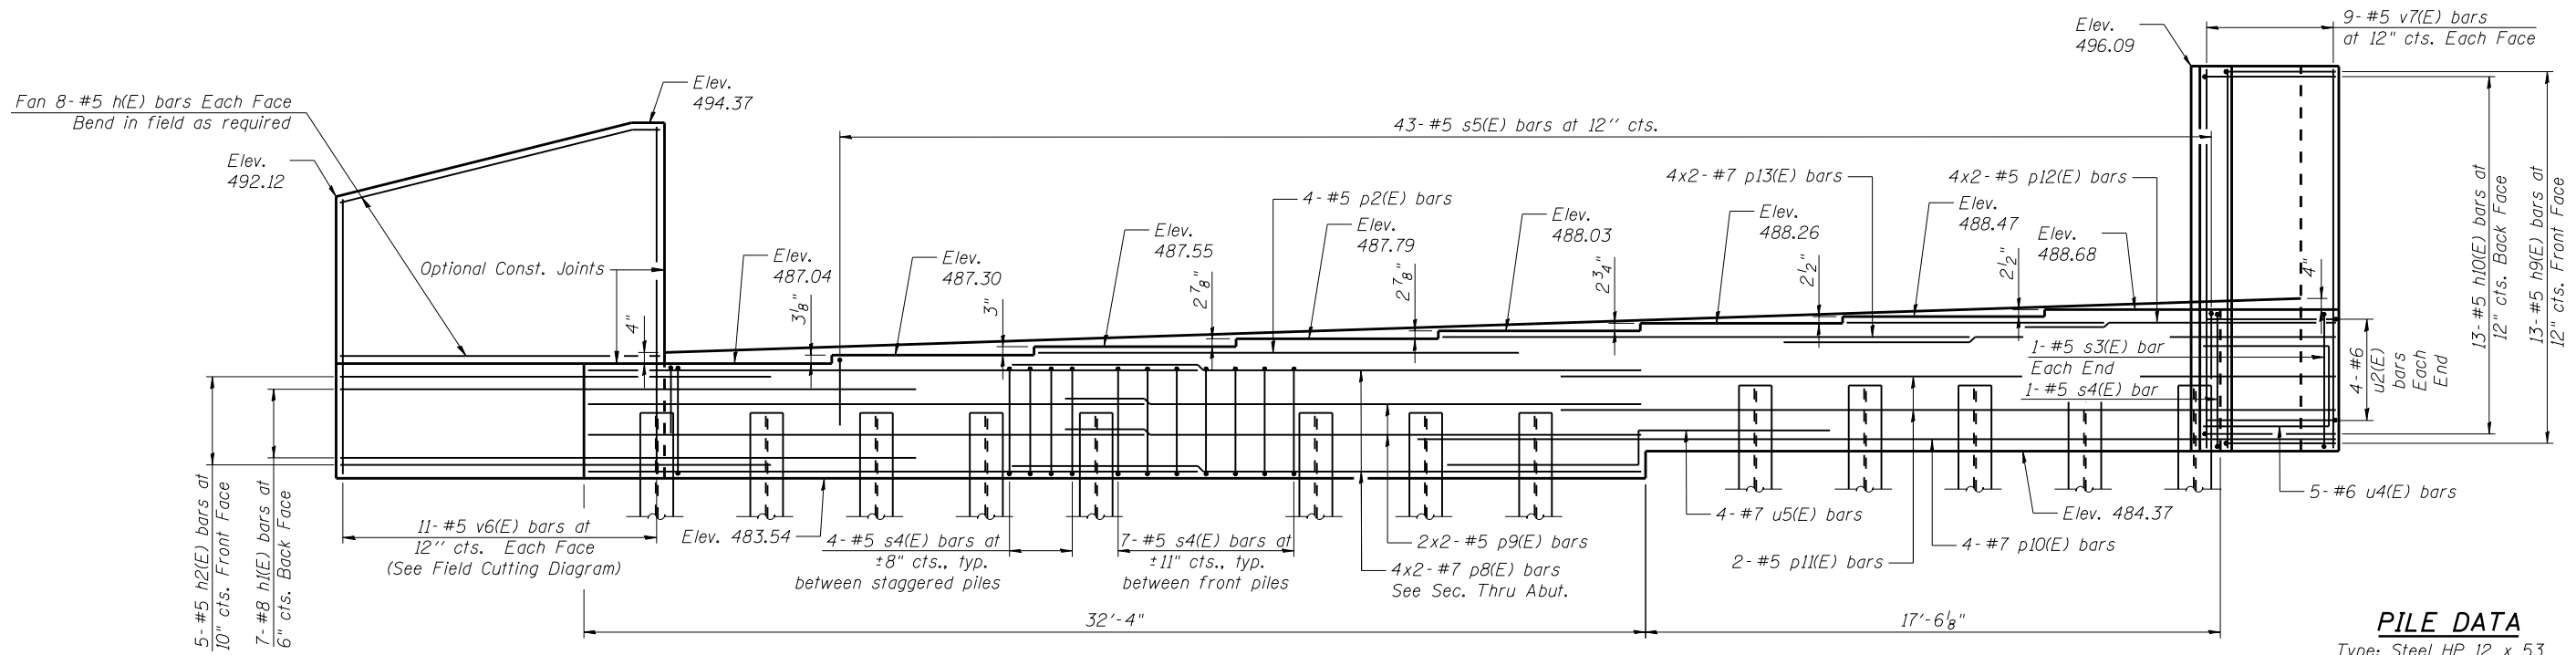 9-#5 v7(E) bars
at 12" cts. Each Face
Elev.
496.09
Elev.
494.37
Fan 8-#5 h(E) bars Each Face
Bend in field as required
43-#5 s5(E) bars at 12" cts.
Elev.
492.12
4x2-#7 p13(E) bars
4x2-#5 p12(E) bars
4-#5 p2(E) bars
Elev.
487.04
Elev.
487.30
Elev.
487.55
Elev.
487.79
Elev.
488.03
Elev.
488.26
Elev.
488.47
Elev.
488.68
Optional Const. Joints
4"
3 1/8"
3"
2 7/8"
2 7/8"
2 3/4"
2 1/2"
2 1/2"
4"
13-#5 h10(E) bars at
12" cts. Back Face
13-#5 h9(E) bars at
12" cts. Front Face
1-#5 s3(E) bar
Each End
1-#5 s4(E) bar
4-#6
u2(E)
bars
Each
End
5-#5 h2(E) bars at
10" cts. Front Face
7-#8 h1(E) bars at
6" cts. Back Face
11-#5 v6(E) bars at
12" cts. Each Face
(See Field Cutting Diagram)
Elev. 483.54
4-#5 s4(E) bars at
±8" cts., typ.
between staggered piles
7-#5 s4(E) bars at
±11" cts., typ.
between front piles
2x2-#5 p9(E) bars
4x2-#7 p8(E) bars
See Sec. Thru Abut.
4-#7 u5(E) bars
2-#5 p11(E) bars
4-#7 p10(E) bars
Elev. 484.37
5-#6 u4(E) bars
32'-4"
17'-6 1/8"
PILE DATA
Type: Steel HP 12 x 53